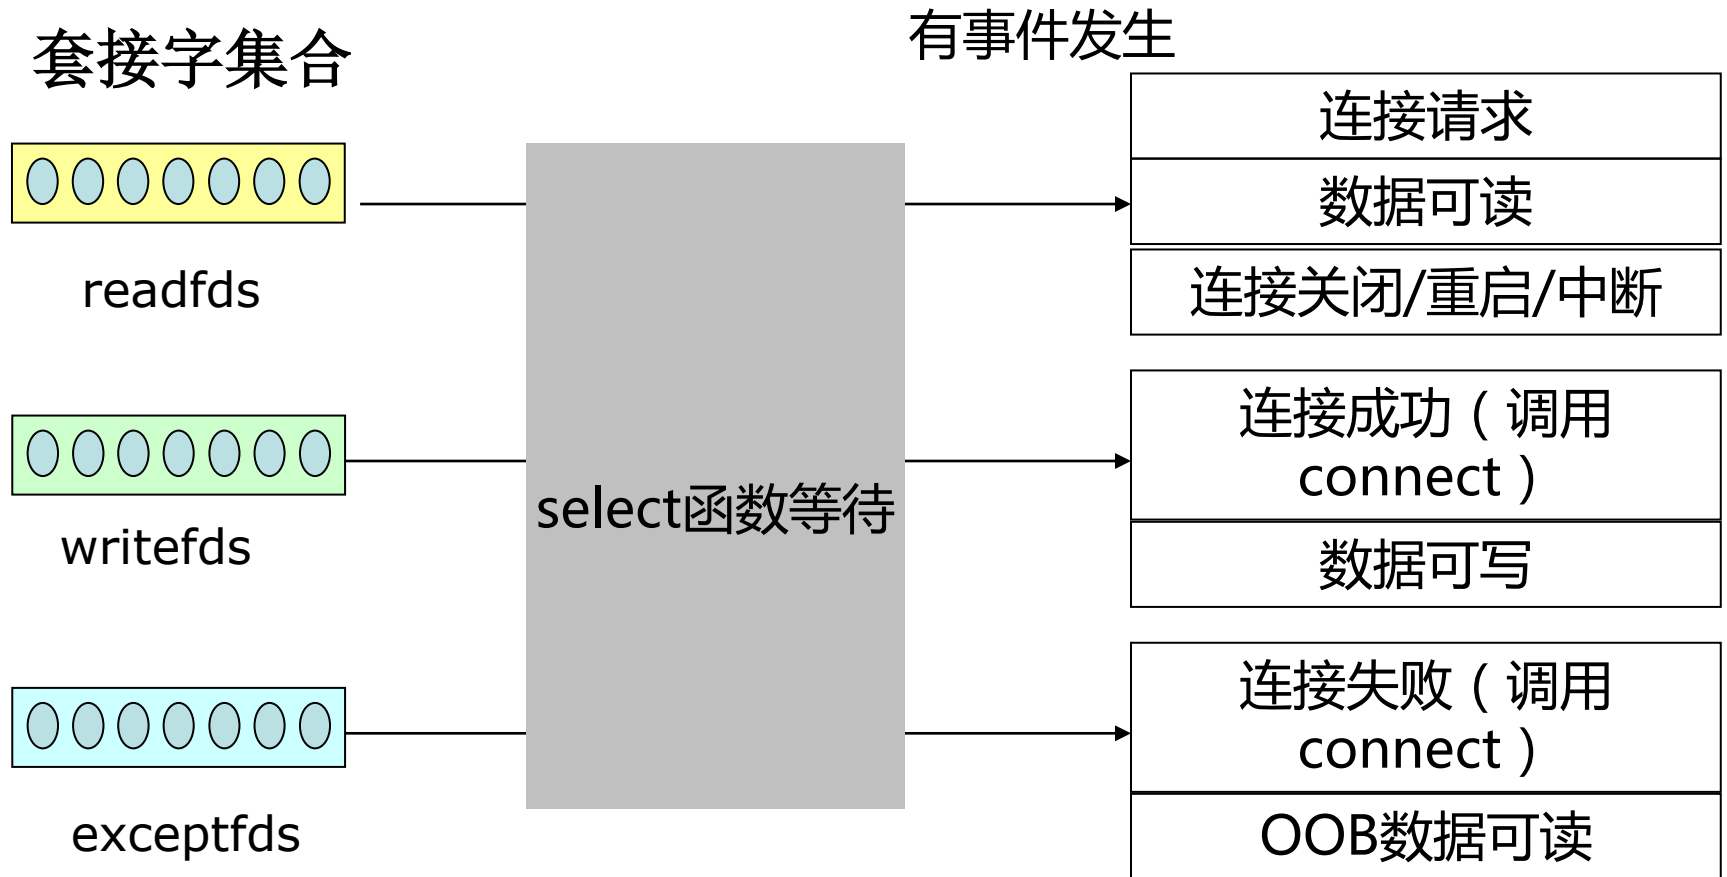 套接字集合
有事件发生
readfds
writefds
exceptfds
select函数等待
连接请求
数据可读
连接关闭/重启/中断
连接成功（调用
connect）
数据可写
连接失败（调用
connect）
OOB数据可读